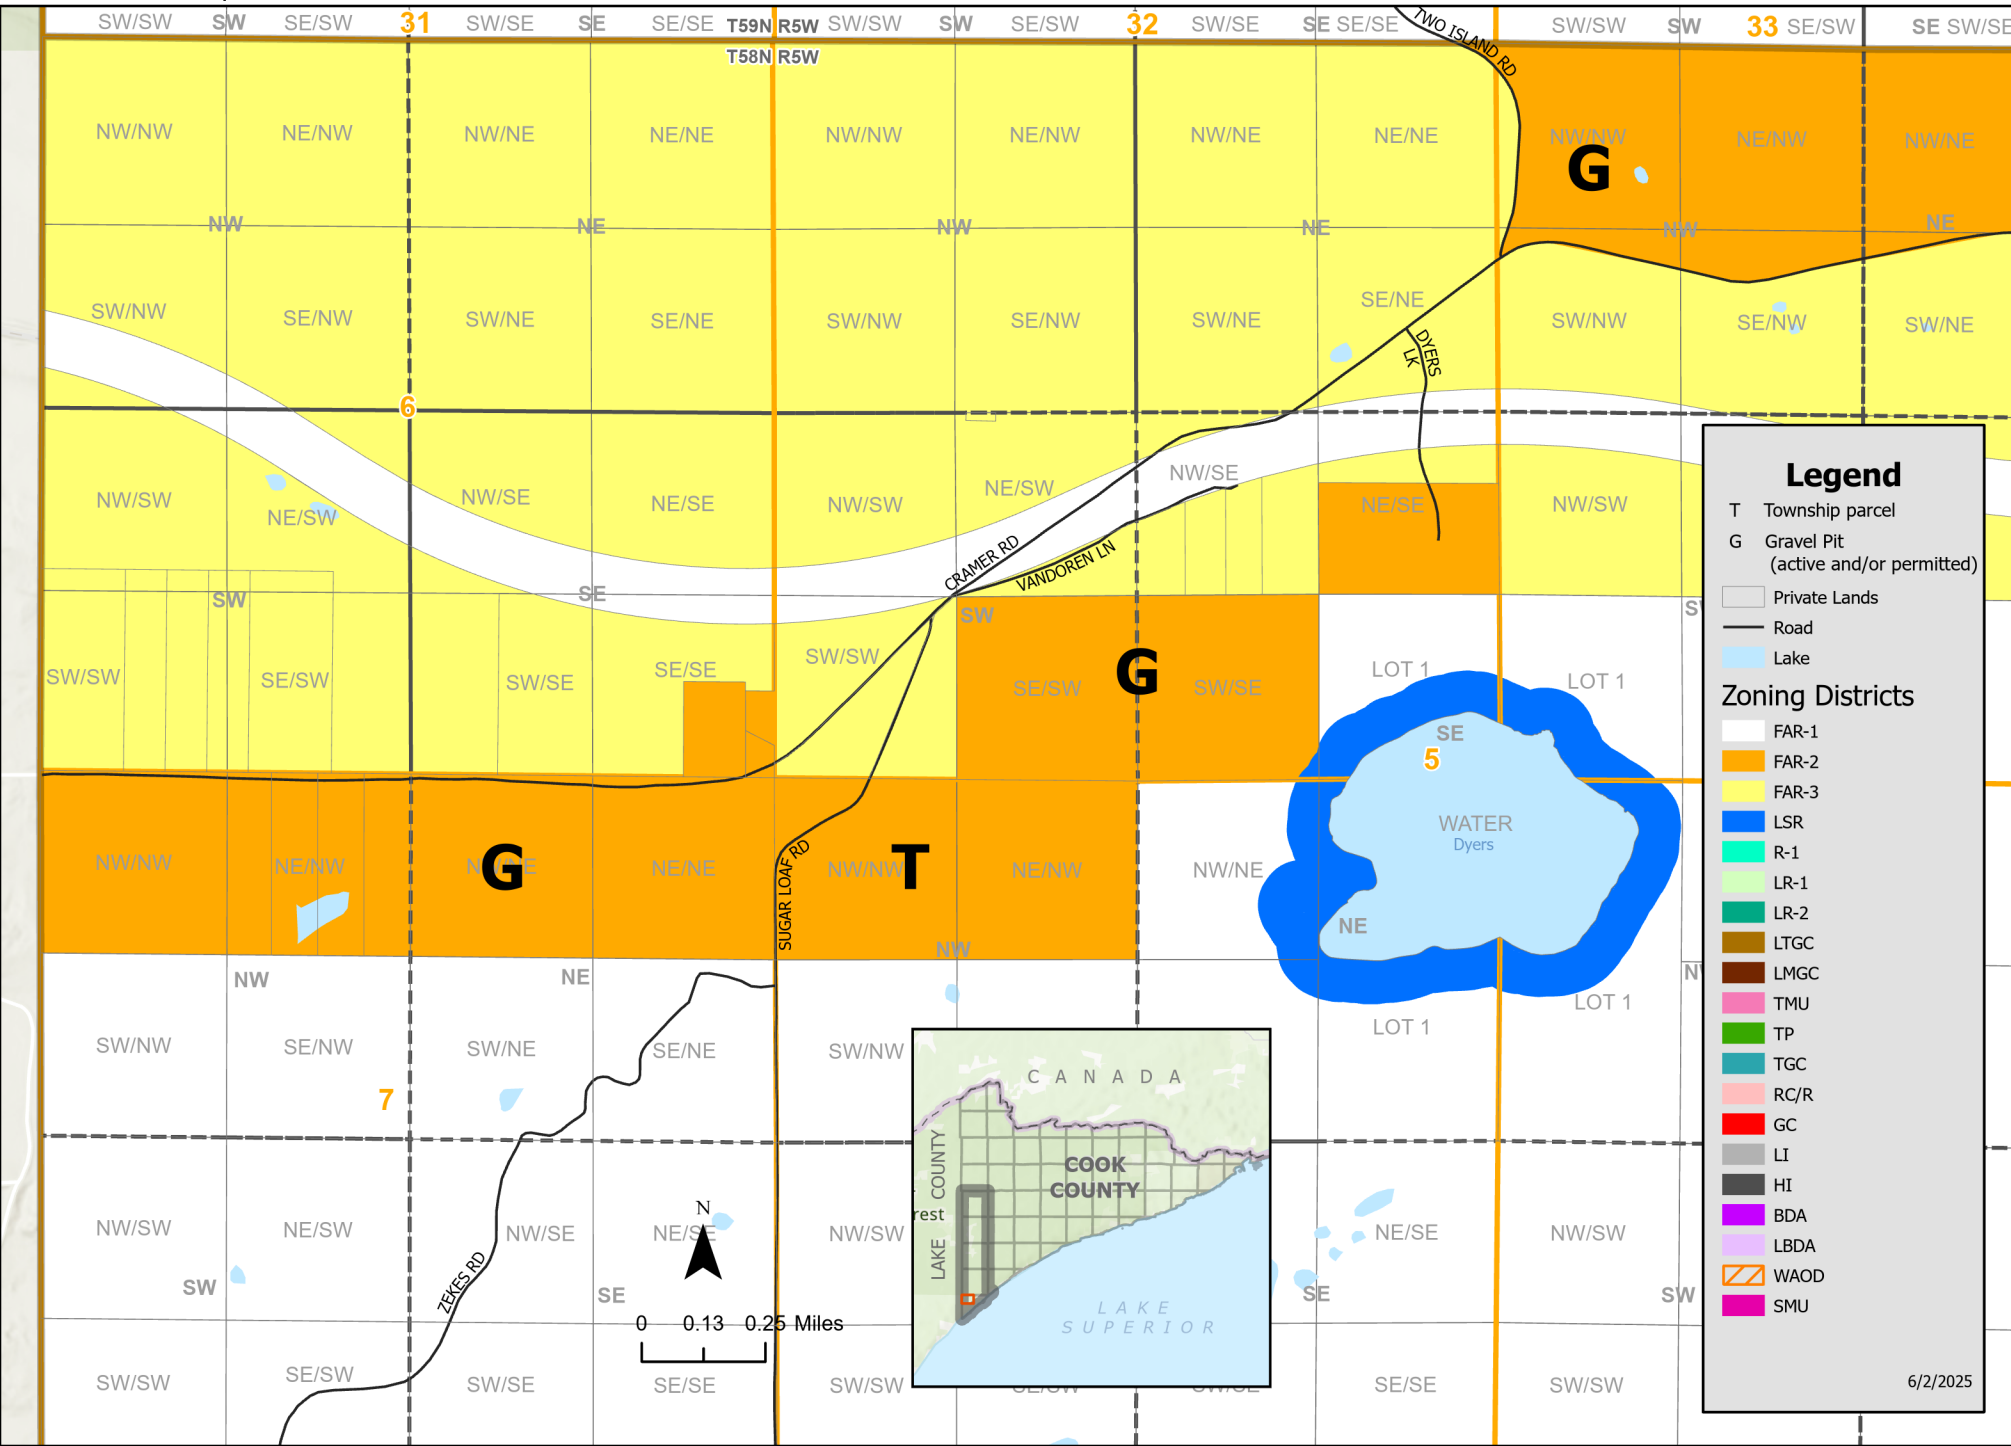 SW/SW SW SE/SW 31 SW/SE SE SE/SE T59N R5W SW/SW SW SE/SW 32 SW/SE SE SE/SE TWO ISLAND RD SW/SW SW 33 SE/SW SE SW/SE
T58N R5W
NW/NW NE/NW NW/NE NE/NE NW/NW NE/NW NW/NE NE/NE NW/NW NE/NW NW/NE
G
NW NE NW NE NW NE
SW/NW SE/NW SW/NE SE/NE SW/NW SE/NW SW/NE SE/NE SW/NW SE/NW SW/NE
DYERS
LK
6
NW/SW NE/SW NW/SE NE/SE NW/SW NE/SW NW/SE NE/SE NW/SW
CRAMER RD
VANDOREN LN
SW SE SW
SW/SW SE/SW SW/SE SE/SE SW/SW SE/SW G SW/SE LOT 1 LOT 1
SE
5
WATER
Dyers
NW/NW NE/NW G NE/NE SUGAR LOAF RD NW/NW T NE/NW NW/NE
NE
NW
NW NE
LOT 1
LOT 1
SW/NW SE/NW SW/NE SE/NE SW/NW
7
NW/SW NE/SW NW/SE NE/SE NW/SW NE/SE NW/SW
ZEKES RD
SW SE SE SW
SW/SW SE/SW SW/SE SE/SE SW/SW SE/SE SW/SW
N
0 0.13 0.25 Miles
CANADA
COOK
COUNTY
LAKE COUNTY
rest
LAKE
SUPERIOR
Legend
T Township parcel
G Gravel Pit
(active and/or permitted)
Private Lands
Road
Lake
Zoning Districts
FAR-1
FAR-2
FAR-3
LSR
R-1
LR-1
LR-2
LTGC
LMGC
TMU
TP
TGC
RC/R
GC
LI
HI
BDA
LBDA
WAOD
SMU
6/2/2025